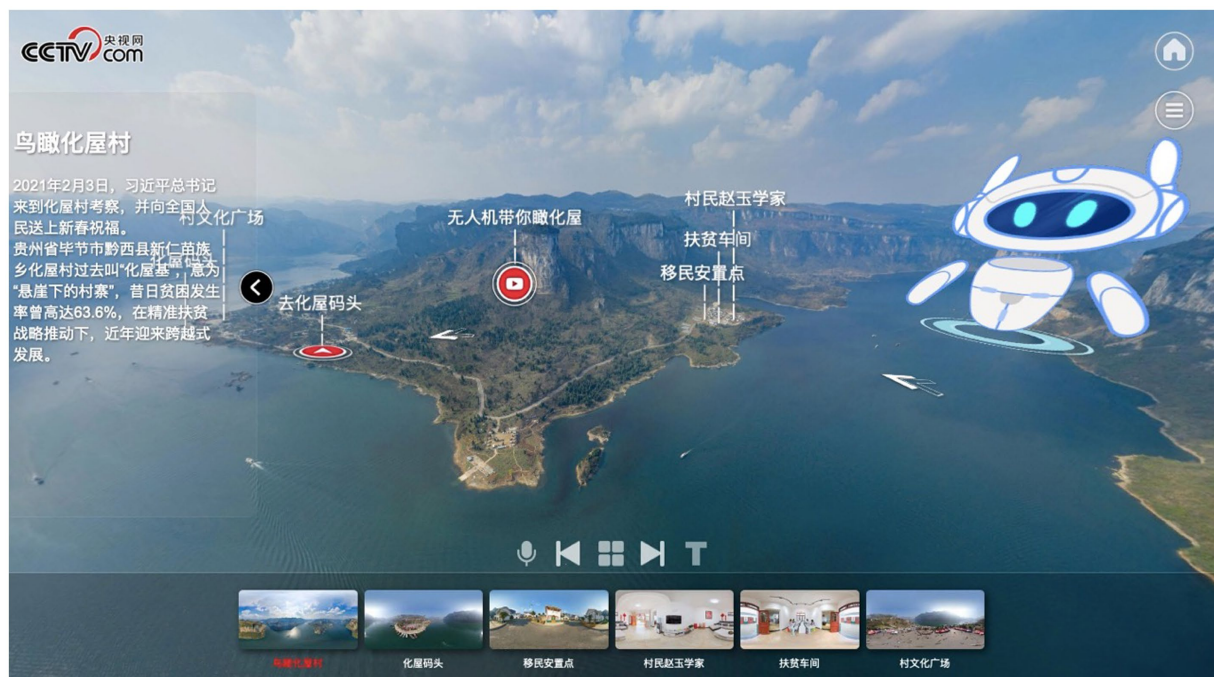 CCTV 央视网
com
鸟瞰化屋村
2021年2月3日，习近平总书记
来到化屋村考察，并向全国人
民送上新春祝福。
贵州省毕节市黔西县新仁苗族
乡化屋村过去叫“化屋基”，意为
“悬崖下的村寨”，昔日贫困发生
率曾高达63.6%，在精准扶贫
战略推动下，近年迎来跨越式
发展。
村文化广场
化屋码头
去化屋码头
无人机带你瞰化屋
村民赵玉学家
扶贫车间
移民安置点
T
鸟瞰化屋村
化屋码头
移民安置点
村民赵玉学家
扶贫车间
村文化广场